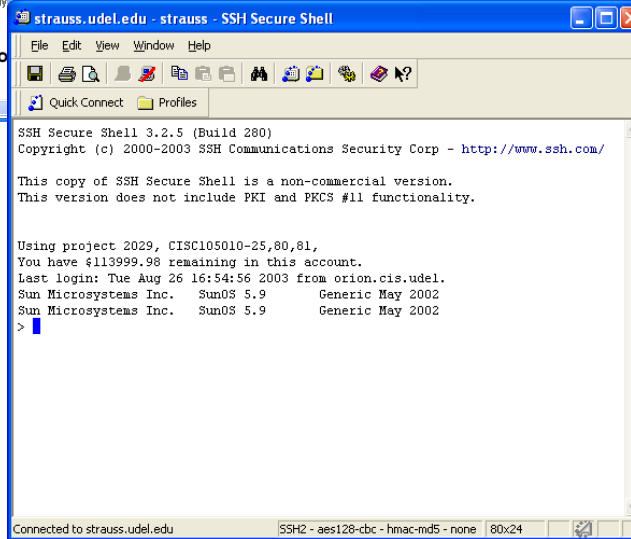 strauss.udel.edu - strauss - SSH Secure Shell
File Edit View Window Help
Quick Connect Profiles
SSH Secure Shell 3.2.5 (Build 280)
Copyright (c) 2000-2003 SSH Communications Security Corp - http://www.ssh.com/
This copy of SSH Secure Shell is a non-commercial version.
This version does not include PKI and PKCS #11 functionality.
Using project 2029, CISC105010-25,80,81,
You have $113999.98 remaining in this account.
Last login: Tue Aug 26 16:54:56 2003 from orion.cis.udel.
Sun Microsystems Inc. SunOS 5.9 Generic May 2002
Sun Microsystems Inc. SunOS 5.9 Generic May 2002
>
Connected to strauss.udel.edu SSH2 - aes128-cbc - hmac-md5 - none 80x24